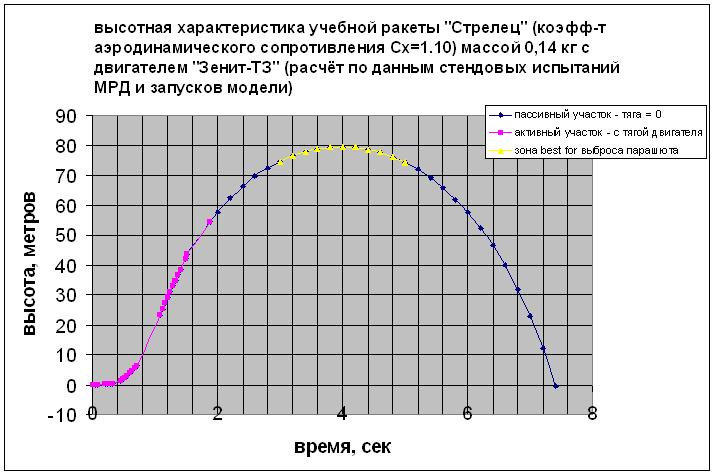 высотная характеристика учебной ракеты "Стрелец" (коэфф-т
аэродинамического сопротивления Сх=1.10) массой 0,14 кг с
двигателем "Зенит-ТЗ" (расчёт по данным стендовых испытаний
МРД и запусков модели)
90
80
70
60
50
40
30
20
10
0
-10
высота, метров
пассивный участок - тяга = 0
активный участок - с тягой двигателя
зона best for выброса парашюта
0 2 4 6 8
время, сек